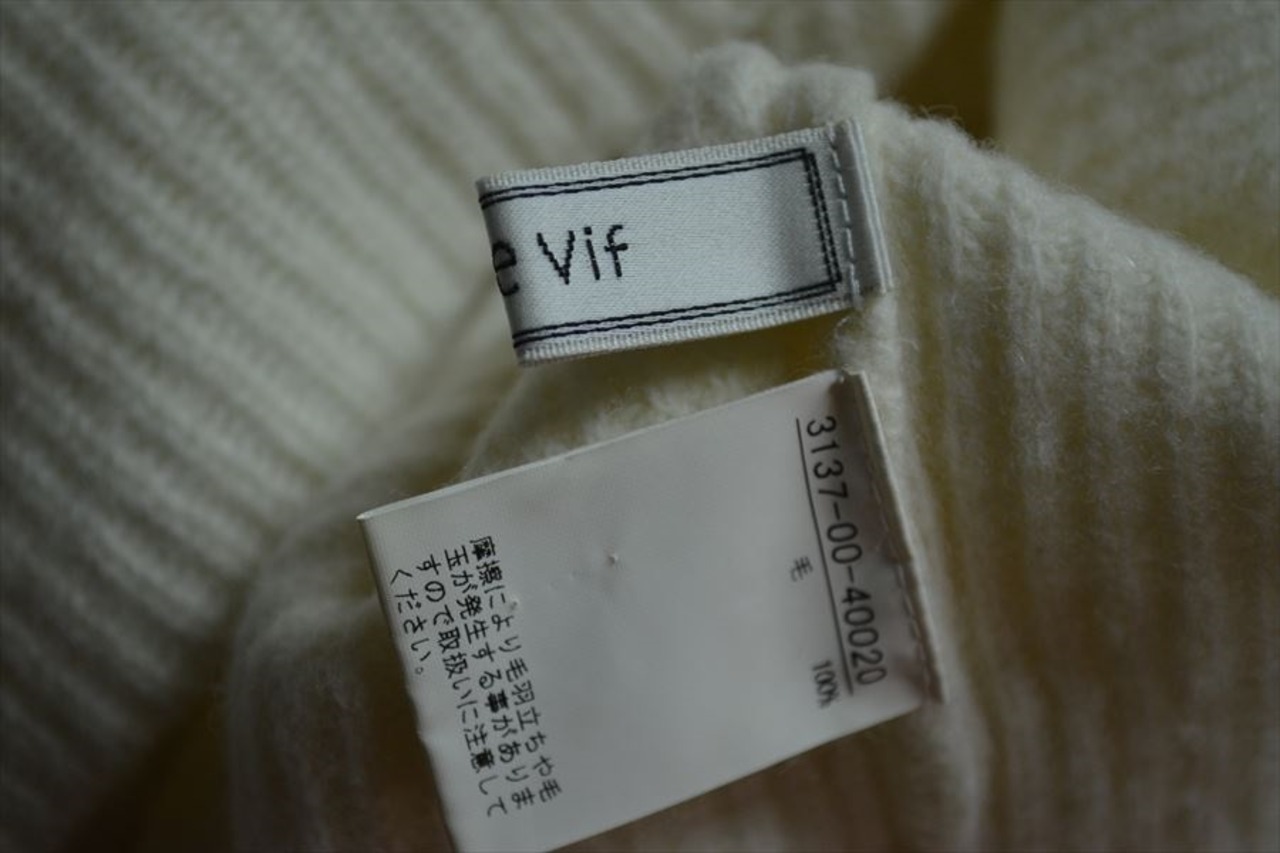 e Vif
3137-00-40020
毛 100%
摩擦により毛羽立ちや毛
玉が発生する事がありま
すので取扱いに注意して
ください。